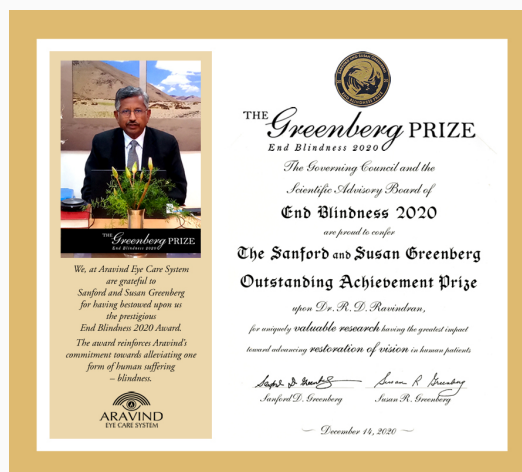 THE Greenberg PRIZE
End Blindness 2020
We, at Aravind Eye Care System
are grateful to
Sanford and Susan Greenberg
for having bestowed upon us
the prestigious
End Blindness 2020 Award.
The award reinforces Aravind's
commitment towards alleviating one
form of human suffering
– blindness.
ARAVIND
EYE CARE SYSTEM
THE Greenberg PRIZE
End Blindness 2020
The Governing Council and the
Scientific Advisory Board of
End Blindness 2020
are proud to confer
The Sanford and Susan Greenberg
Outstanding Achievement Prize
upon Dr. R. D. Ravindran,
for uniquely valuable research having the greatest impact
toward advancing restoration of vision in human patients
Sanford D. Greenberg
Susan R. Greenberg
Sanford D. Greenberg
Susan R. Greenberg
December 14, 2020